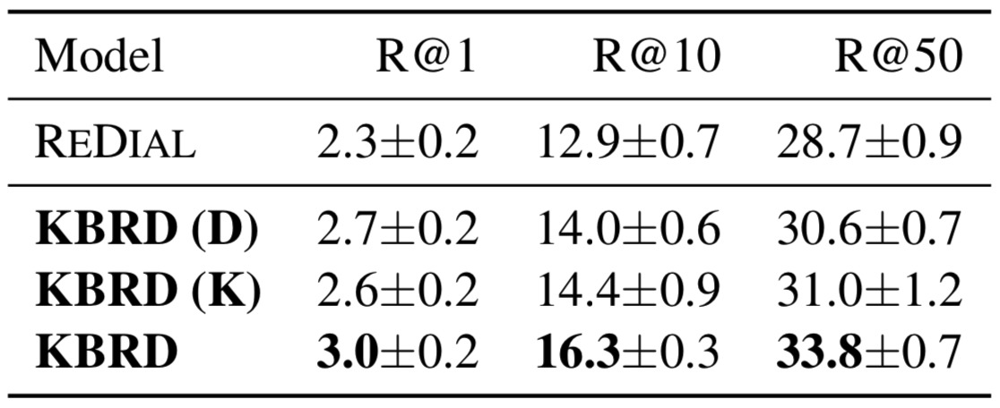 Model R@1 R@10 R@50
REDIAL 2.3±0.2 12.9±0.7 28.7±0.9
KBRD (D) 2.7±0.2 14.0±0.6 30.6±0.7
KBRD (K) 2.6±0.2 14.4±0.9 31.0±1.2
KBRD 3.0±0.2 16.3±0.3 33.8±0.7